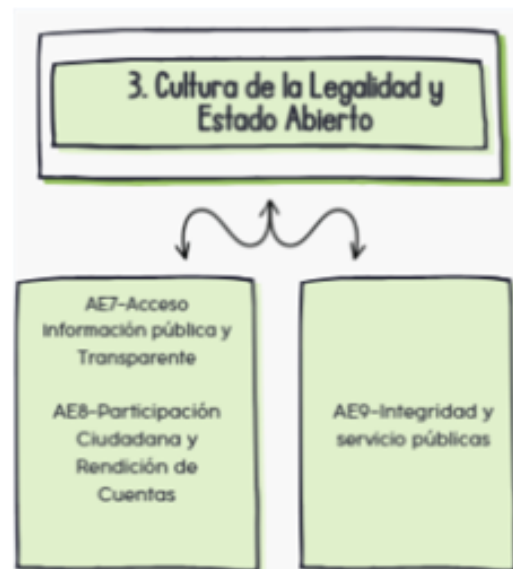 3. Cultura de la Legalidad y
Estado Abierto
AE7-Acceso
Información pública y
Transparente
AE8-Participación
Ciudadana y
Rendición de
Cuentas
AE9-Integridad y
servicio públicas